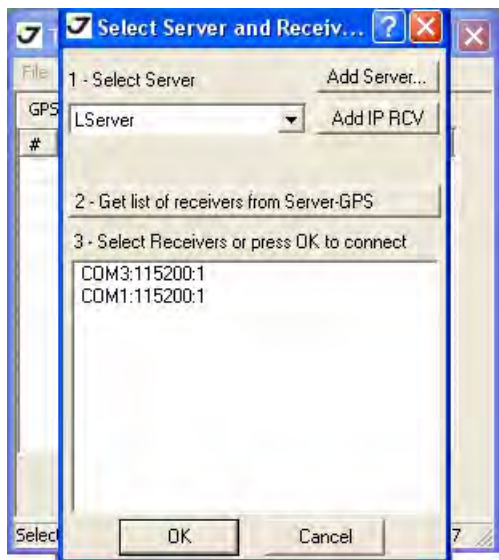 Select Server and Receiv...
File
1 - Select Server
Add Server...
GPS
LServer
Add IP RCV
#
2 - Get list of receivers from Server-GPS
3 - Select Receivers or press OK to connect
COM3:115200:1
COM1:115200:1
Selec
OK
Cancel
7